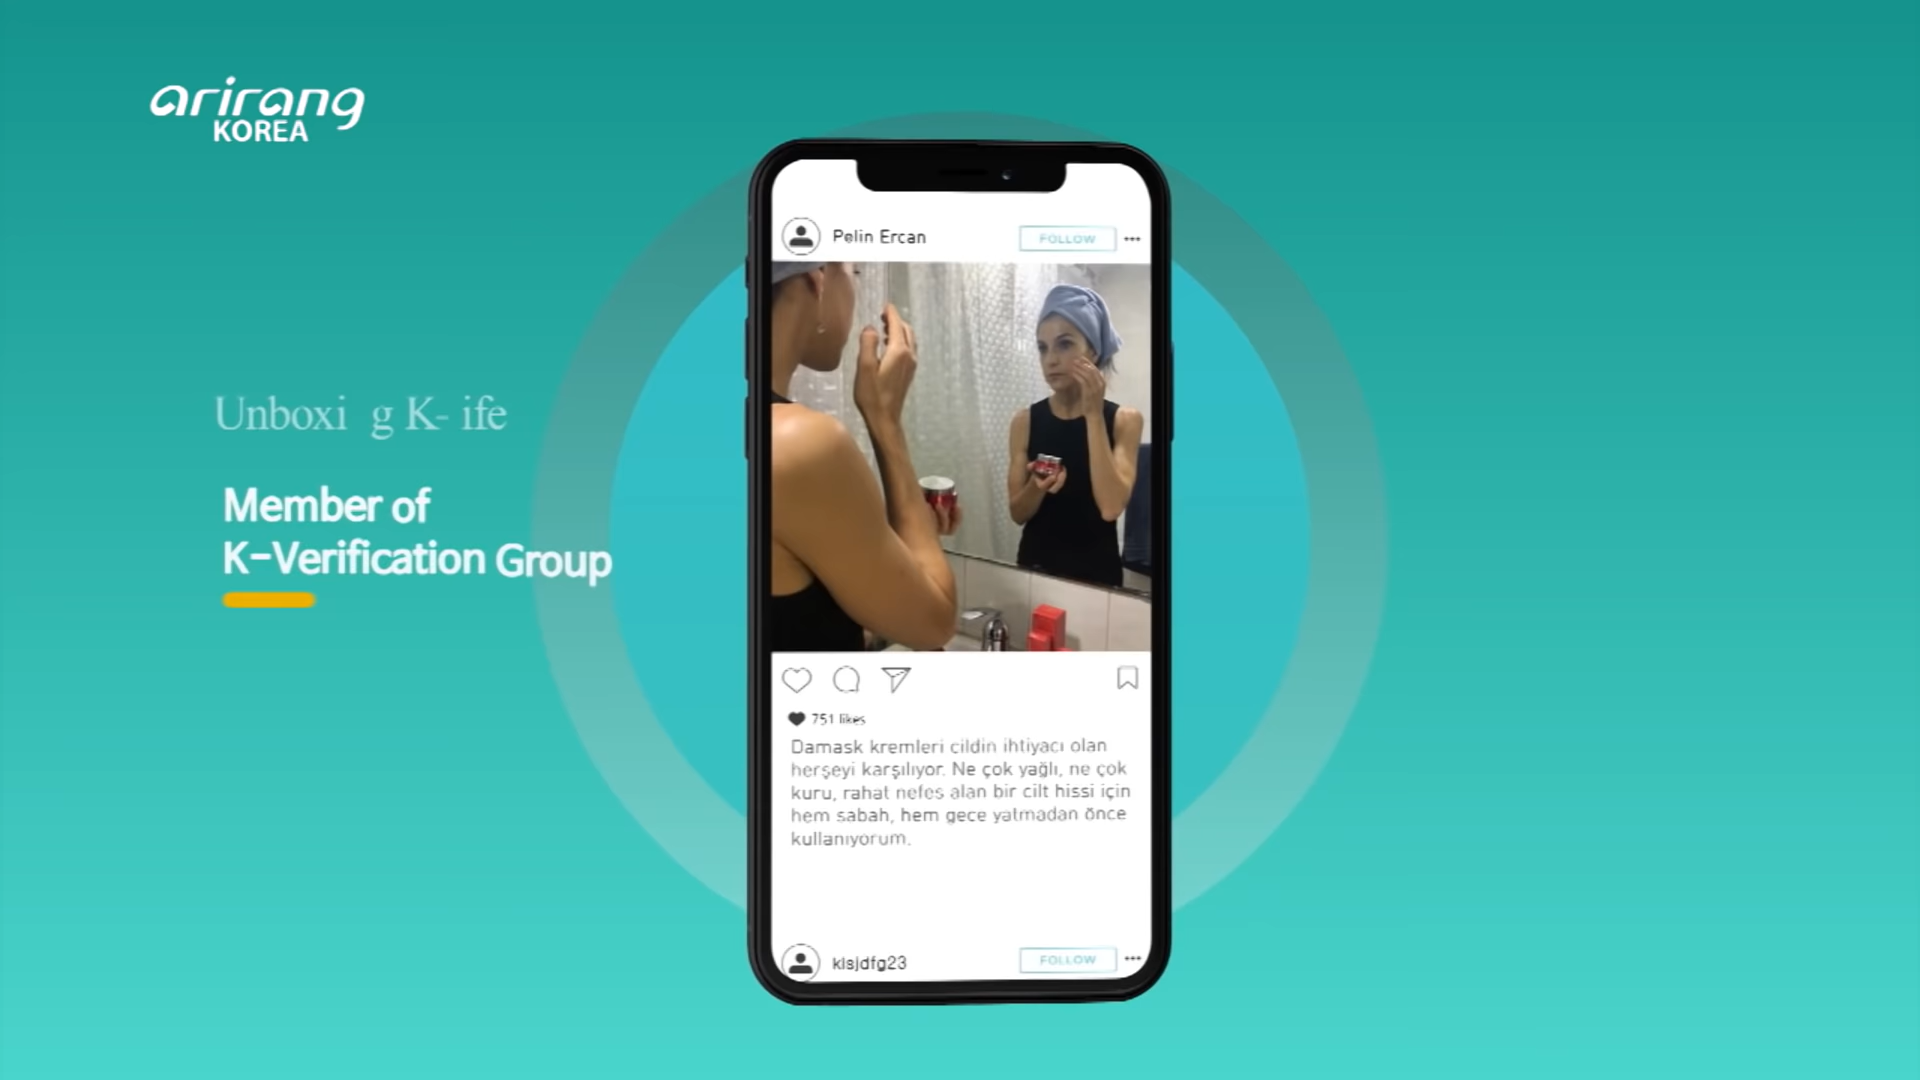 arirang
KOREA
Unboxi g K- ife
Member of
K-Verification Group
Pelin Ercan
FOLLOW
751 likes
Damask kremleri cildin ihtiyacı olan
herşeyi karşılıyor. Ne çok yağlı, ne çok
kuru, rahat nefes alan bir cilt hissi için
hem sabah, hem gece yatmadan önce
kullanıyorum.
klsjdfg23
FOLLOW